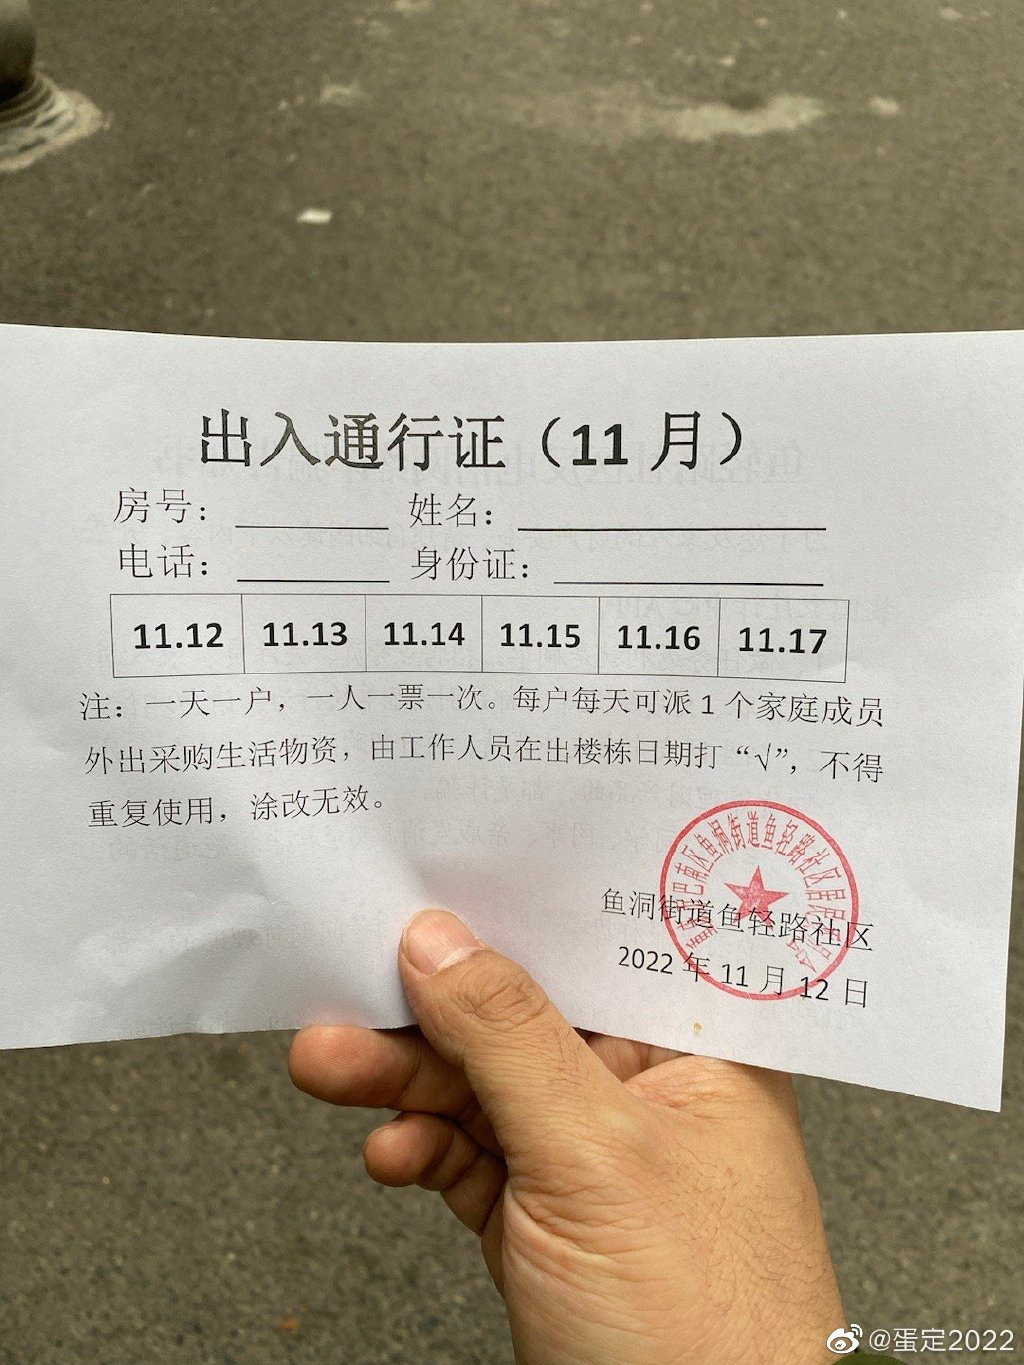 出入通行证（11 月）
房号：________ 姓名：________________
电话：________ 身份证：______________
11.12 11.13 11.14 11.15 11.16 11.17
注：一天一户，一人一票一次。每户每天可派 1 个家庭成员
外出采购生活物资，由工作人员在出楼栋日期打“√”，不得
重复使用，涂改无效。
巴南区鱼洞街道鱼轻路社区居民
鱼洞街道鱼轻路社区
2022 年 11 月 12 日
@蛋定2022